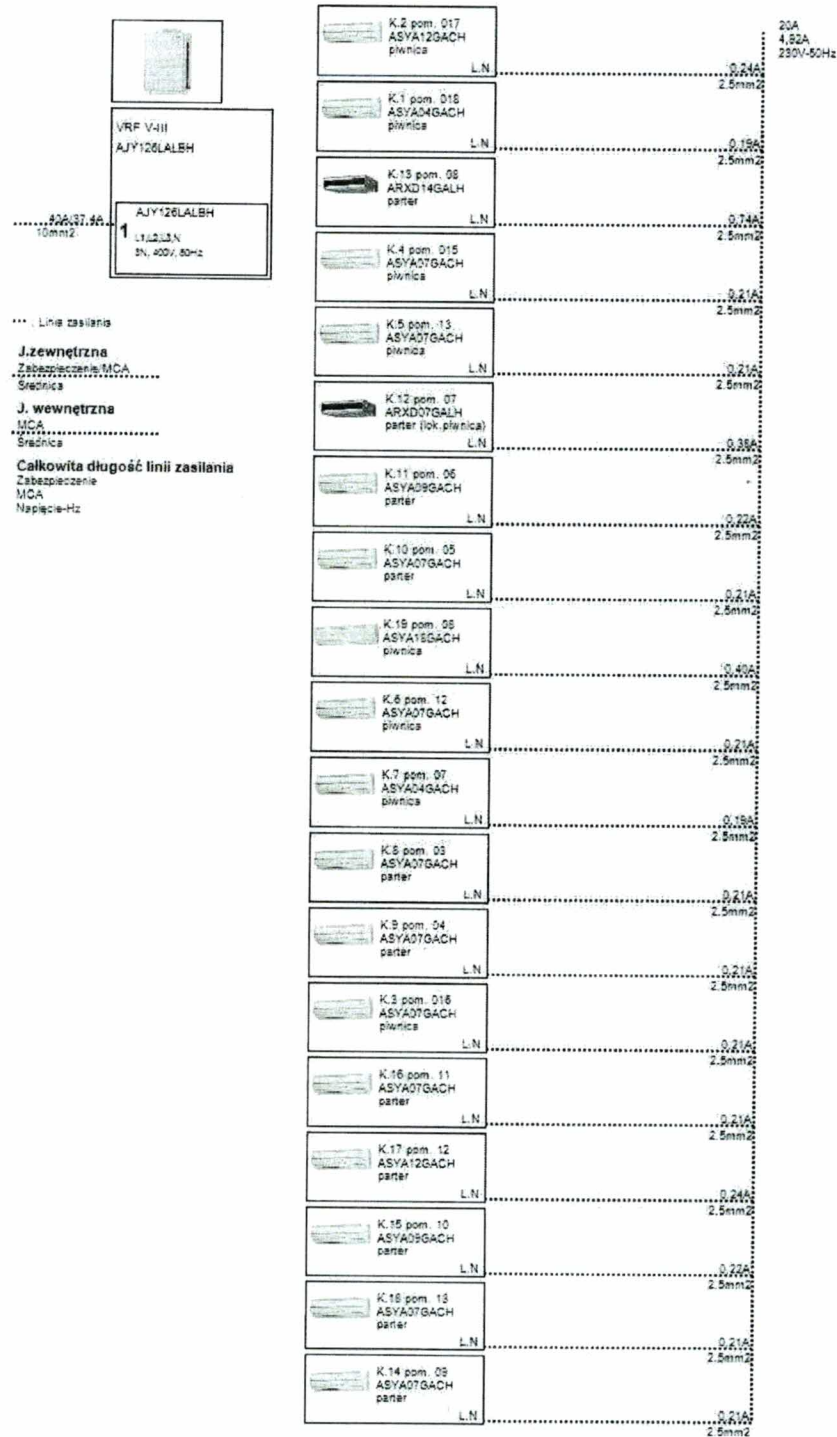 VRF V-III
AJY126LALBH
AJY126LALBH
1
L1,L2,L3,N
3N, 400V, 50Hz
40A/37.4A
10mm2
... . Linia zasilania
J.zewnętrzna
Zabezpieczenie/MCA
Średnica
J. wewnętrzna
MCA
Średnica
Całkowita długość linii zasilania
Zabezpieczenie
MCA
Napięcie-Hz
K.2 pom. 017
ASYA12GACH
piwnica
L.N
0,24A
2.5mm2
K.1 pom. 018
ASYA04GACH
piwnica
L.N
0,19A
2.5mm2
K.13 pom. 08
ARXD14GALH
parter
L.N
0,74A
2.5mm2
K.4 pom. 015
ASYA07GACH
piwnica
L.N
0,21A
2.5mm2
K.5 pom. 13
ASYA07GACH
piwnica
L.N
0,21A
2.5mm2
K.12 pom. 07
ARXD07GALH
parter (lok.piwnica)
L.N
0,38A
2.5mm2
K.11 pom. 06
ASYA09GACH
parter
L.N
0,22A
2.5mm2
K.10 pom. 05
ASYA07GACH
parter
L.N
0,21A
2.5mm2
K.19 pom. 08
ASYA18GACH
piwnica
L.N
0,40A
2.5mm2
K.6 pom. 12
ASYA07GACH
piwnica
L.N
0,21A
2.5mm2
K.7 pom. 07
ASYA04GACH
piwnica
L.N
0,19A
2.5mm2
K.8 pom. 03
ASYA07GACH
parter
L.N
0,21A
2.5mm2
K.9 pom. 04
ASYA07GACH
parter
L.N
0,21A
2.5mm2
K.3 pom. 016
ASYA07GACH
piwnica
L.N
0,21A
2.5mm2
K.16 pom. 11
ASYA07GACH
parter
L.N
0,21A
2.5mm2
K.17 pom. 12
ASYA12GACH
parter
L.N
0,24A
2.5mm2
K.15 pom. 10
ASYA09GACH
parter
L.N
0,22A
2.5mm2
K.18 pom. 13
ASYA07GACH
parter
L.N
0,21A
2.5mm2
K.14 pom. 09
ASYA07GACH
parter
L.N
0,21A
2.5mm2
20A
4,92A
230V-50Hz